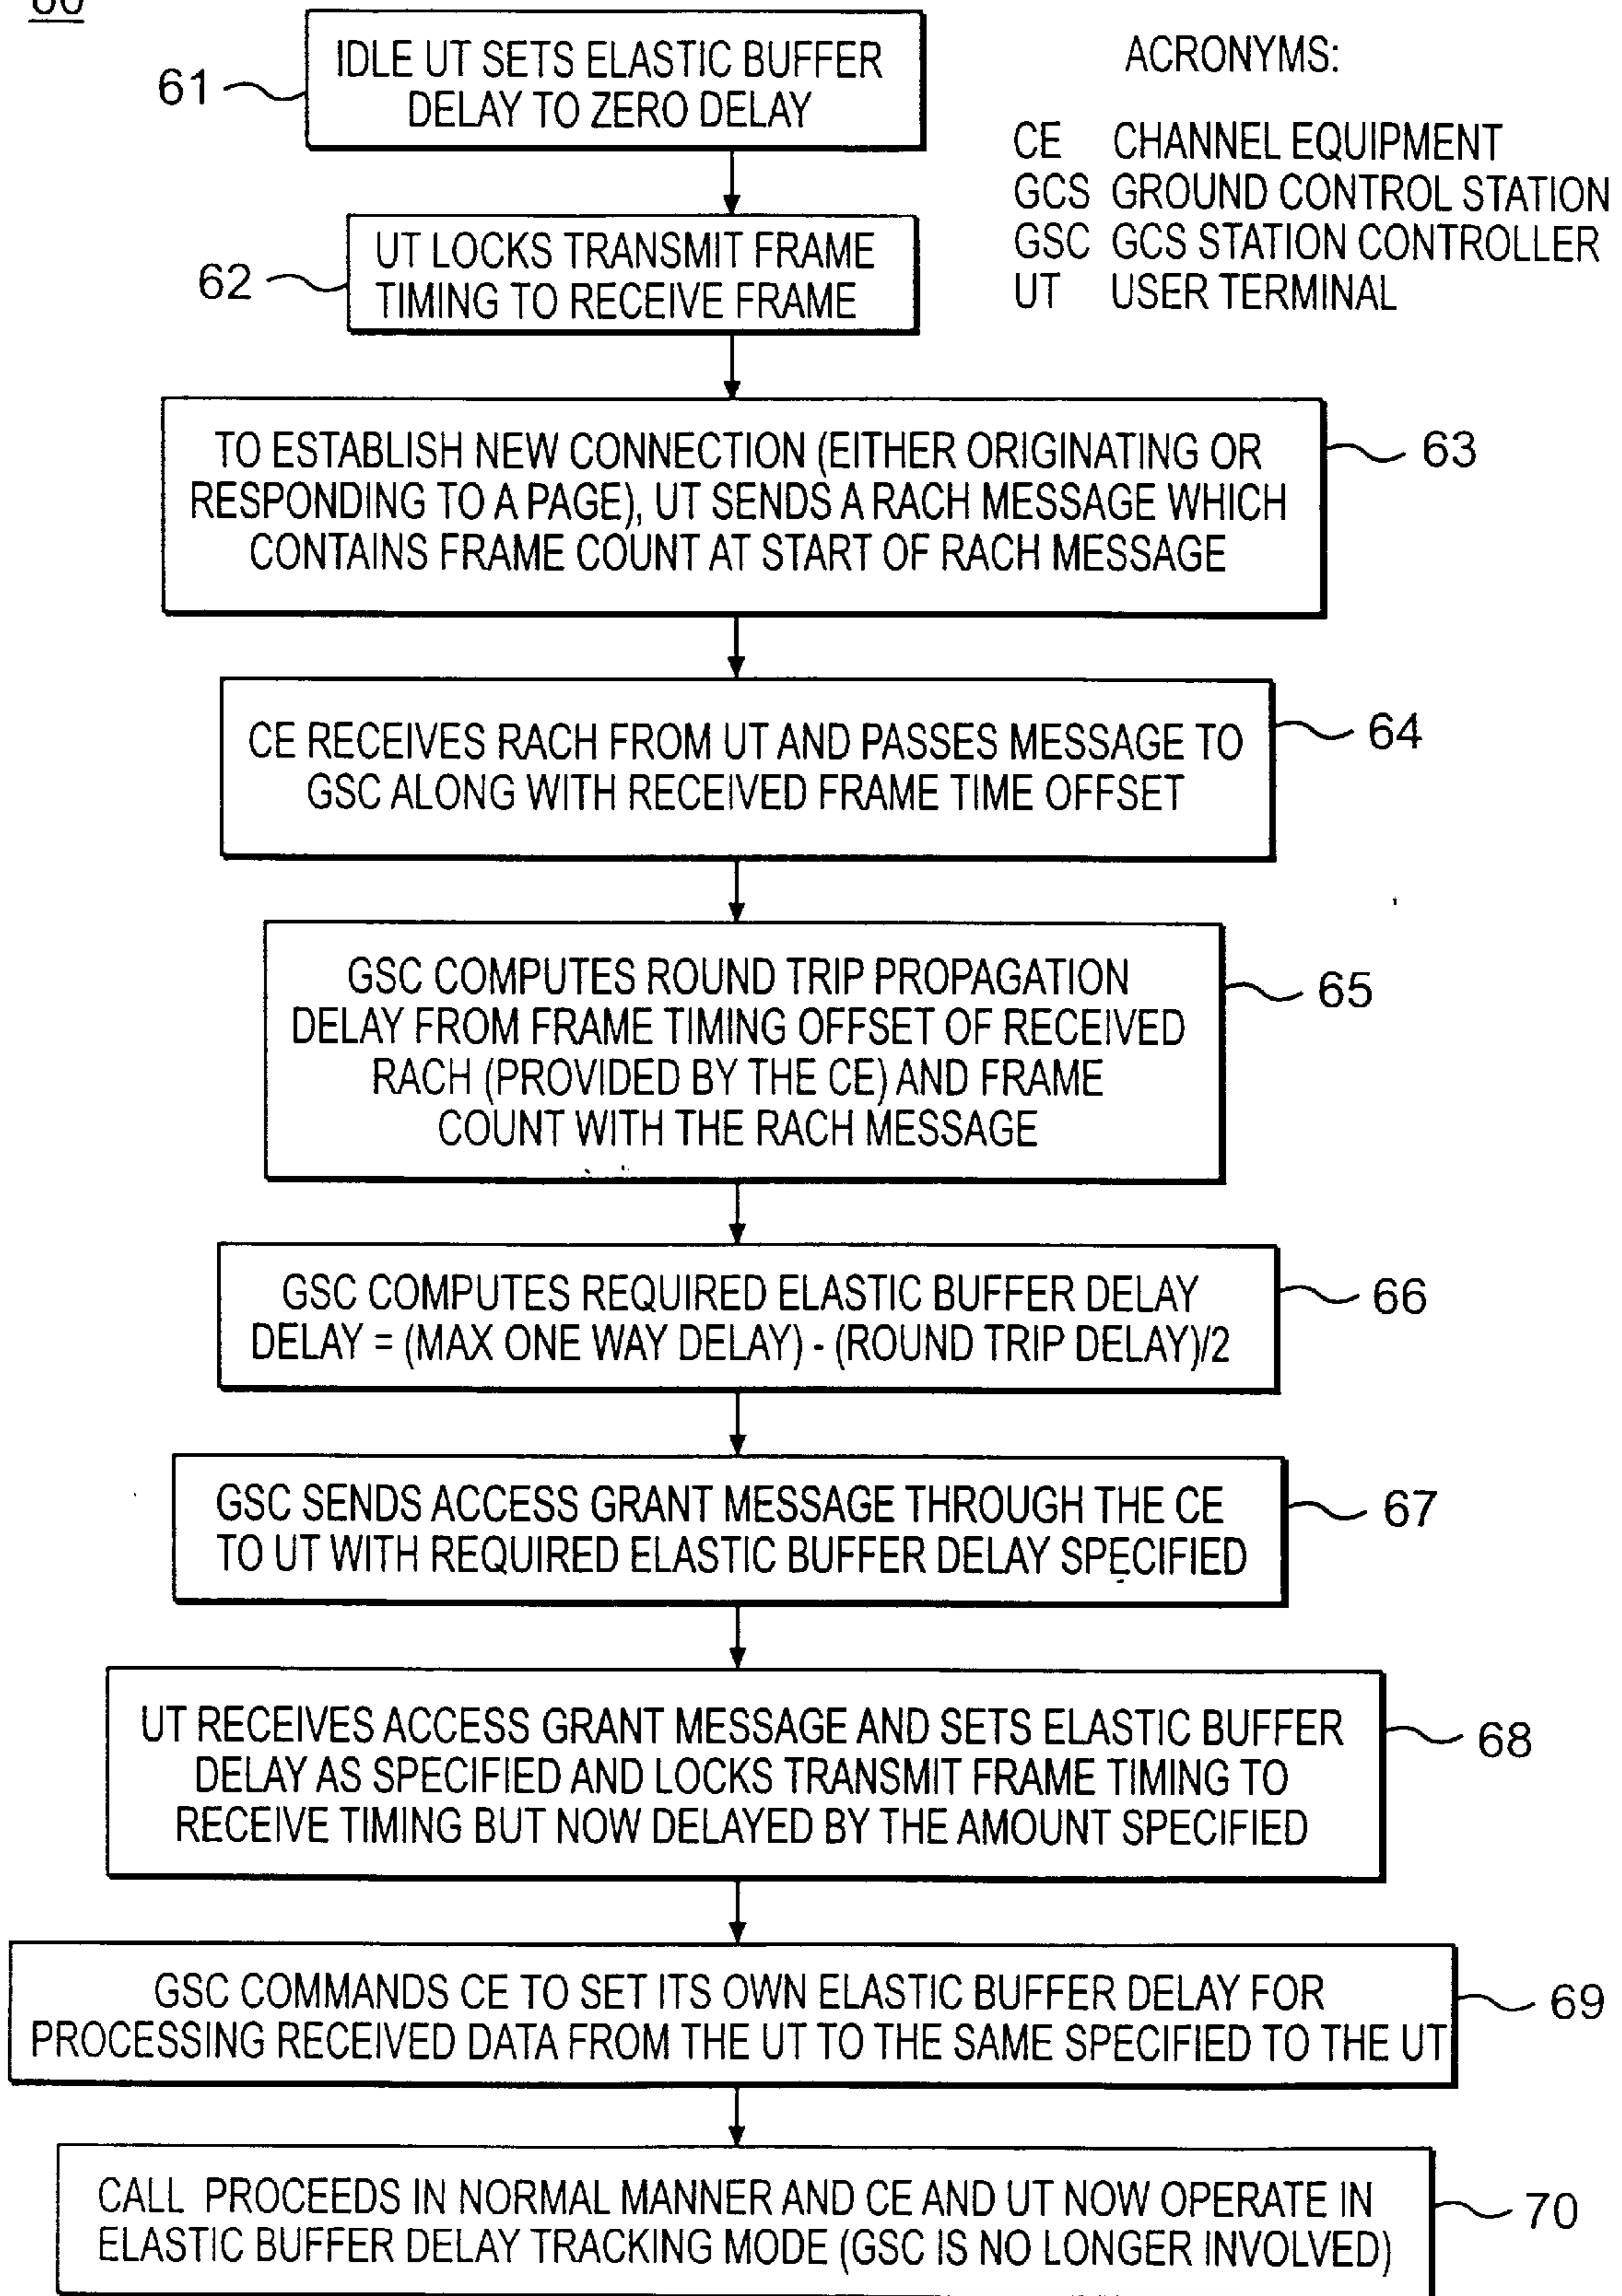 61
IDLE UT SETS ELASTIC BUFFER
DELAY TO ZERO DELAY
ACRONYMS:
CE CHANNEL EQUIPMENT
GCS GROUND CONTROL STATION
GSC GCS STATION CONTROLLER
UT USER TERMINAL
62
UT LOCKS TRANSMIT FRAME
TIMING TO RECEIVE FRAME
TO ESTABLISH NEW CONNECTION (EITHER ORIGINATING OR
RESPONDING TO A PAGE), UT SENDS A RACH MESSAGE WHICH
CONTAINS FRAME COUNT AT START OF RACH MESSAGE
63
CE RECEIVES RACH FROM UT AND PASSES MESSAGE TO
GSC ALONG WITH RECEIVED FRAME TIME OFFSET
64
GSC COMPUTES ROUND TRIP PROPAGATION
DELAY FROM FRAME TIMING OFFSET OF RECEIVED
RACH (PROVIDED BY THE CE) AND FRAME
COUNT WITH THE RACH MESSAGE
65
GSC COMPUTES REQUIRED ELASTIC BUFFER DELAY
DELAY = (MAX ONE WAY DELAY) - (ROUND TRIP DELAY)/2
66
GSC SENDS ACCESS GRANT MESSAGE THROUGH THE CE
TO UT WITH REQUIRED ELASTIC BUFFER DELAY SPECIFIED
67
UT RECEIVES ACCESS GRANT MESSAGE AND SETS ELASTIC BUFFER
DELAY AS SPECIFIED AND LOCKS TRANSMIT FRAME TIMING TO
RECEIVE TIMING BUT NOW DELAYED BY THE AMOUNT SPECIFIED
68
GSC COMMANDS CE TO SET ITS OWN ELASTIC BUFFER DELAY FOR
PROCESSING RECEIVED DATA FROM THE UT TO THE SAME SPECIFIED TO THE UT
69
CALL PROCEEDS IN NORMAL MANNER AND CE AND UT NOW OPERATE IN
ELASTIC BUFFER DELAY TRACKING MODE (GSC IS NO LONGER INVOLVED)
70